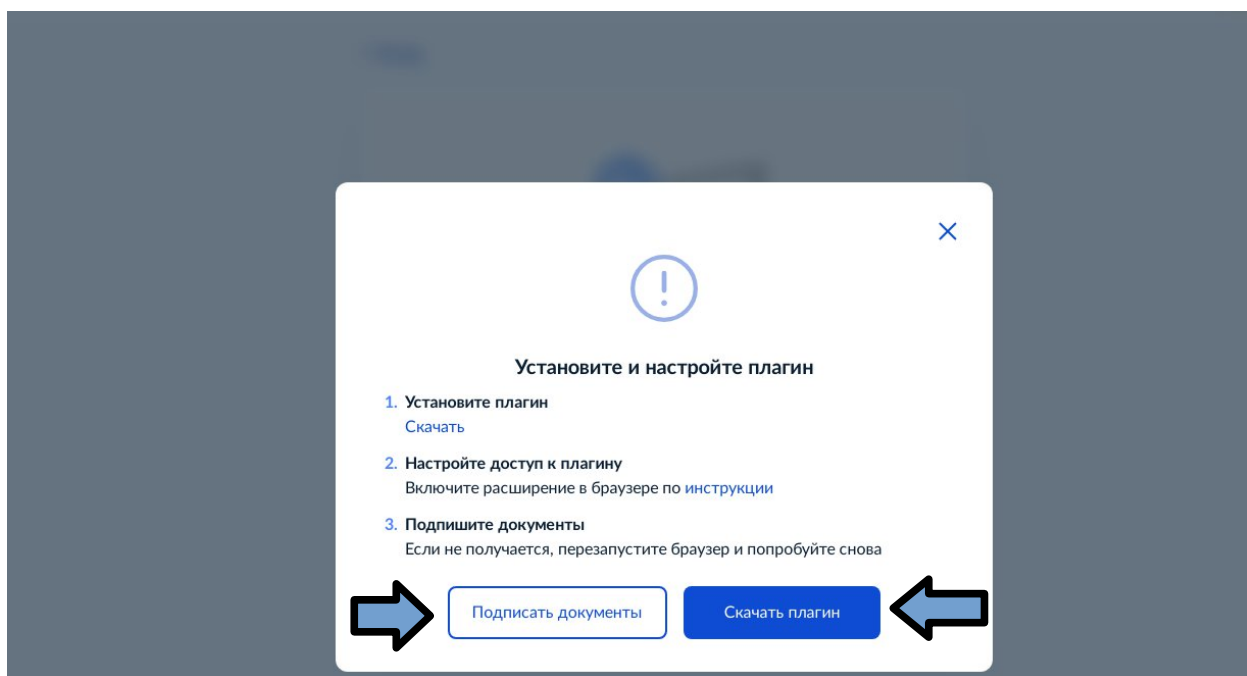 Установите и настройте плагин
1. Установите плагин
Скачать
2. Настройте доступ к плагину
Включите расширение в браузере по инструкции
3. Подпишите документы
Если не получается, перезапустите браузер и попробуйте снова
Подписать документы
Скачать плагин